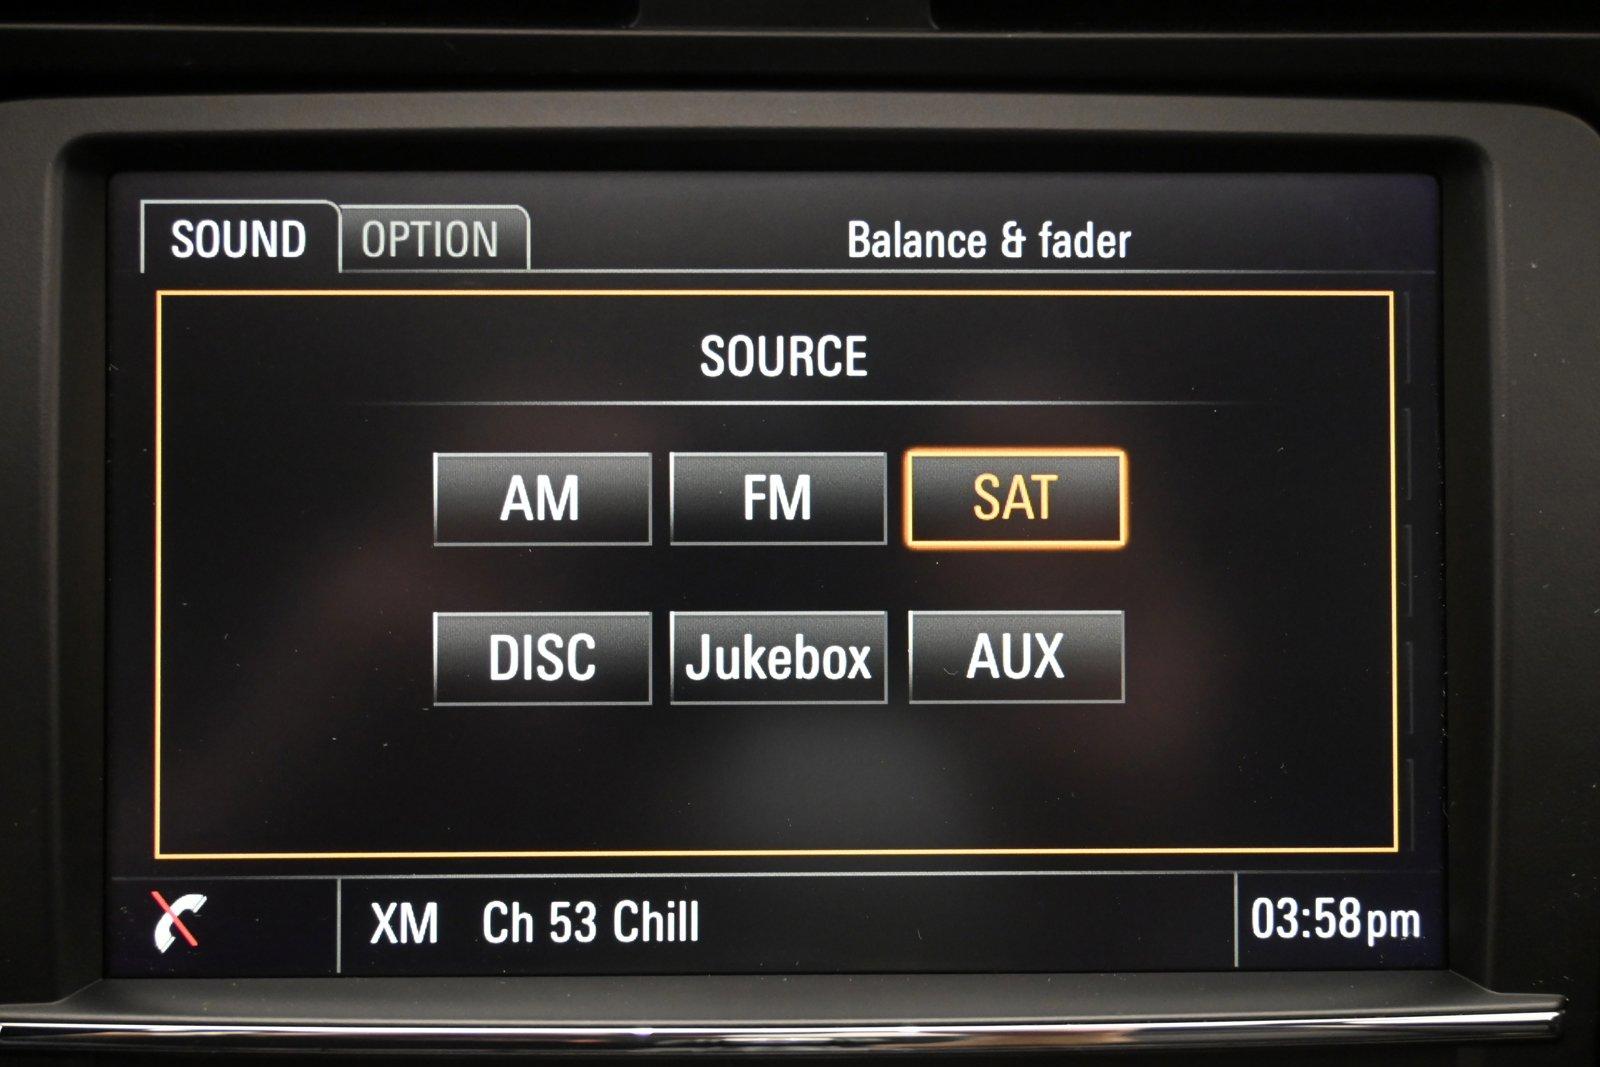 SOUND OPTION Balance & fader
SOURCE
AM FM SAT
DISC Jukebox AUX
XM Ch 53 Chill 03:58pm